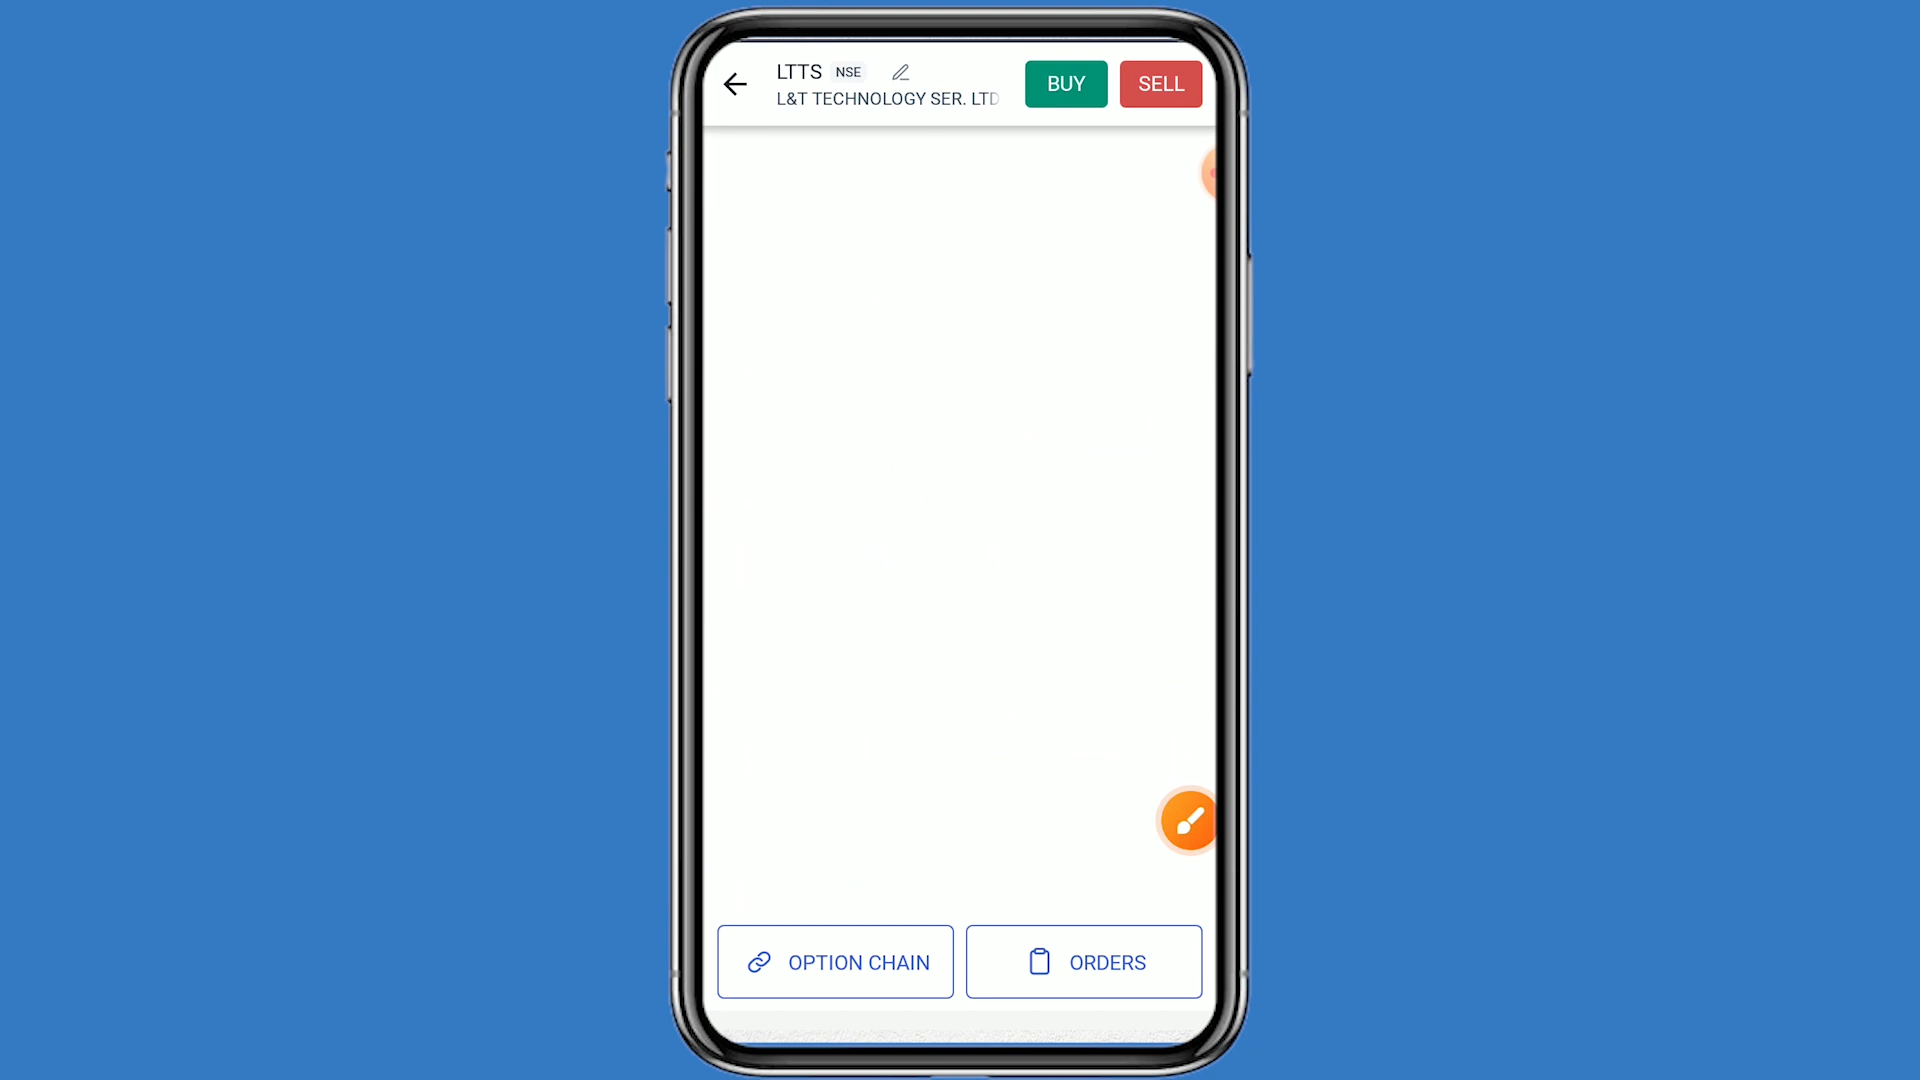 LTTS NSE
L&T TECHNOLOGY SER. LTD
BUY
SELL
OPTION CHAIN
ORDERS